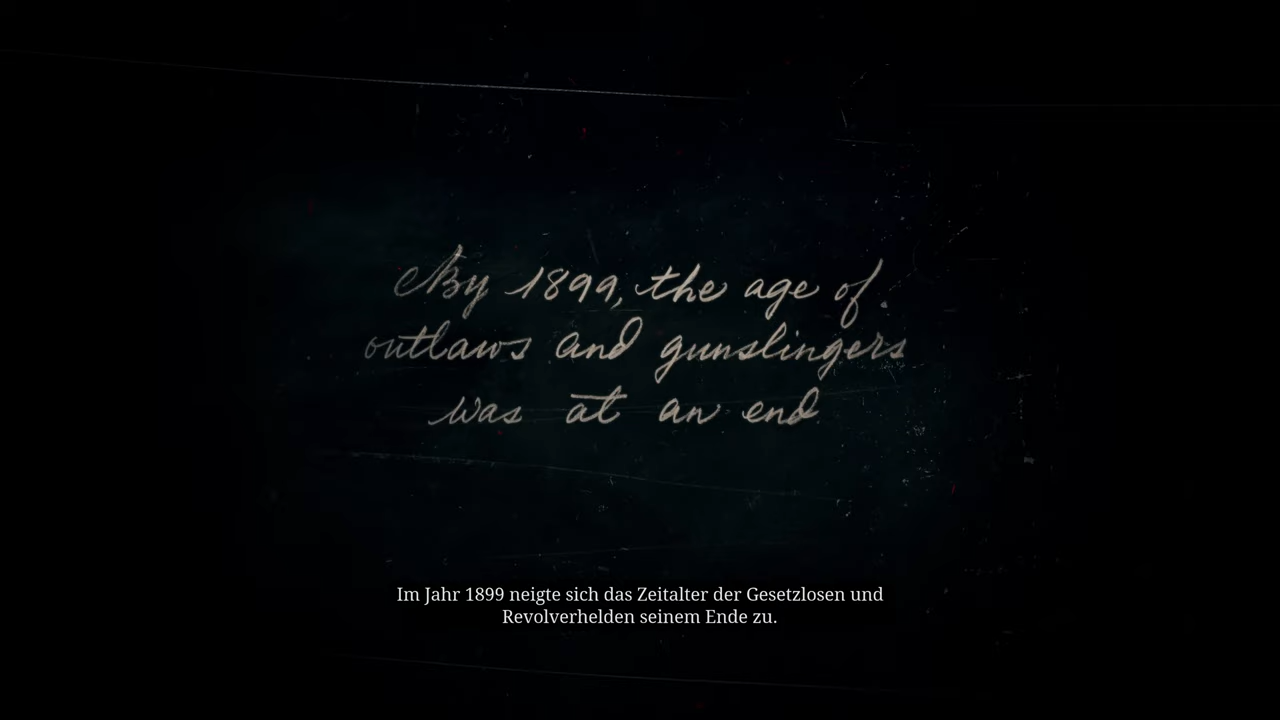 By 1899, the age of
outlaws and gunslingers
was at an end
Im Jahr 1899 neigte sich das Zeitalter der Gesetzlosen und
Revolverhelden seinem Ende zu.